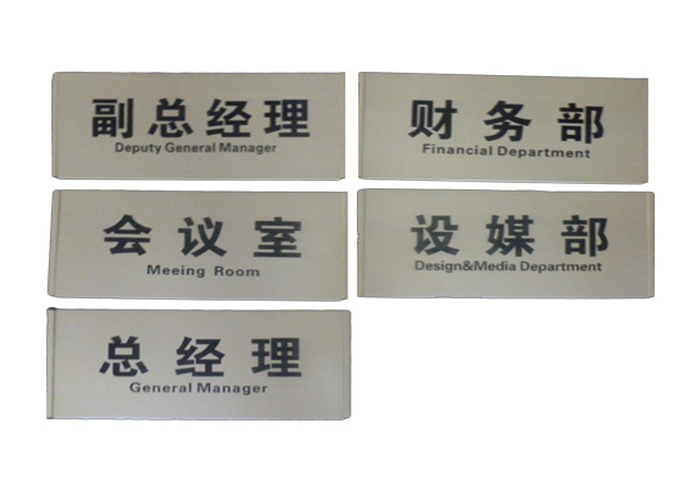 副总经理
Deputy General Manager
财务部
Financial Department
会议室
Meeing Room
设媒部
Design&Media Department
总经理
General Manager